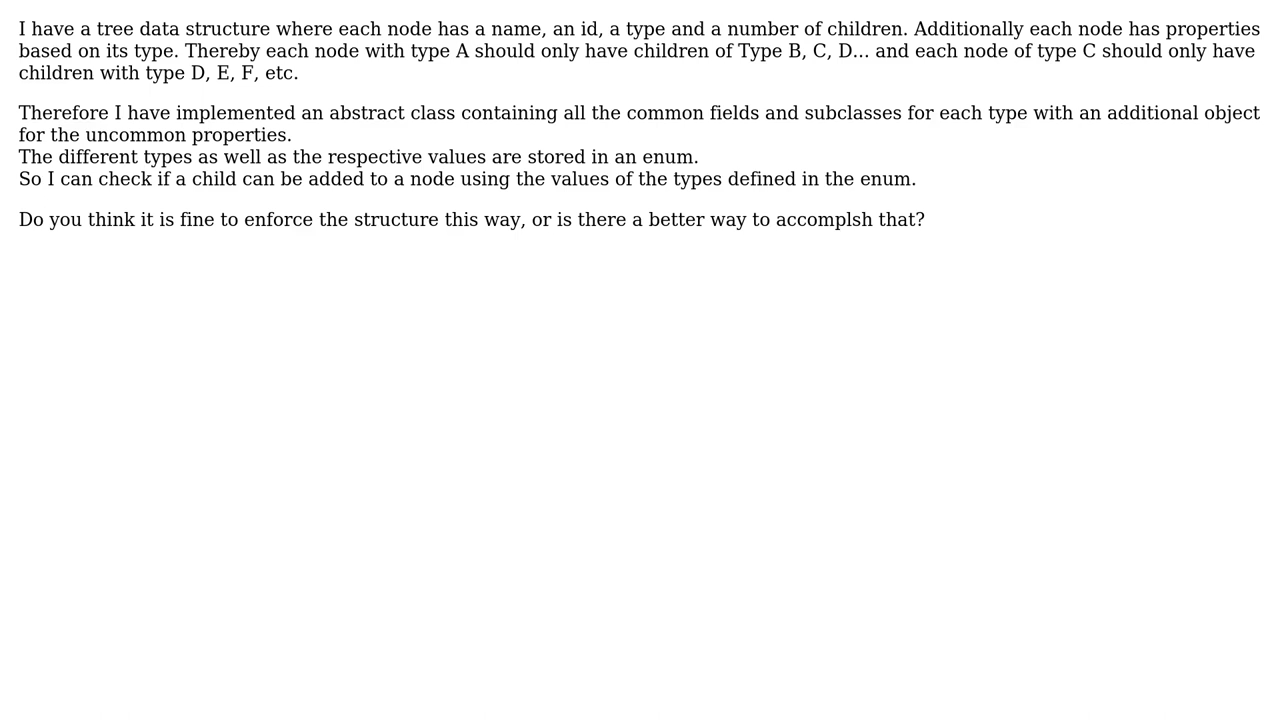 I have a tree data structure where each node has a name, an id, a type and a number of children. Additionally each node has properties
based on its type. Thereby each node with type A should only have children of Type B, C, D... and each node of type C should only have
children with type D, E, F, etc.
Therefore I have implemented an abstract class containing all the common fields and subclasses for each type with an additional object
for the uncommon properties.
The different types as well as the respective values are stored in an enum.
So I can check if a child can be added to a node using the values of the types defined in the enum.
Do you think it is fine to enforce the structure this way, or is there a better way to accomplsh that?